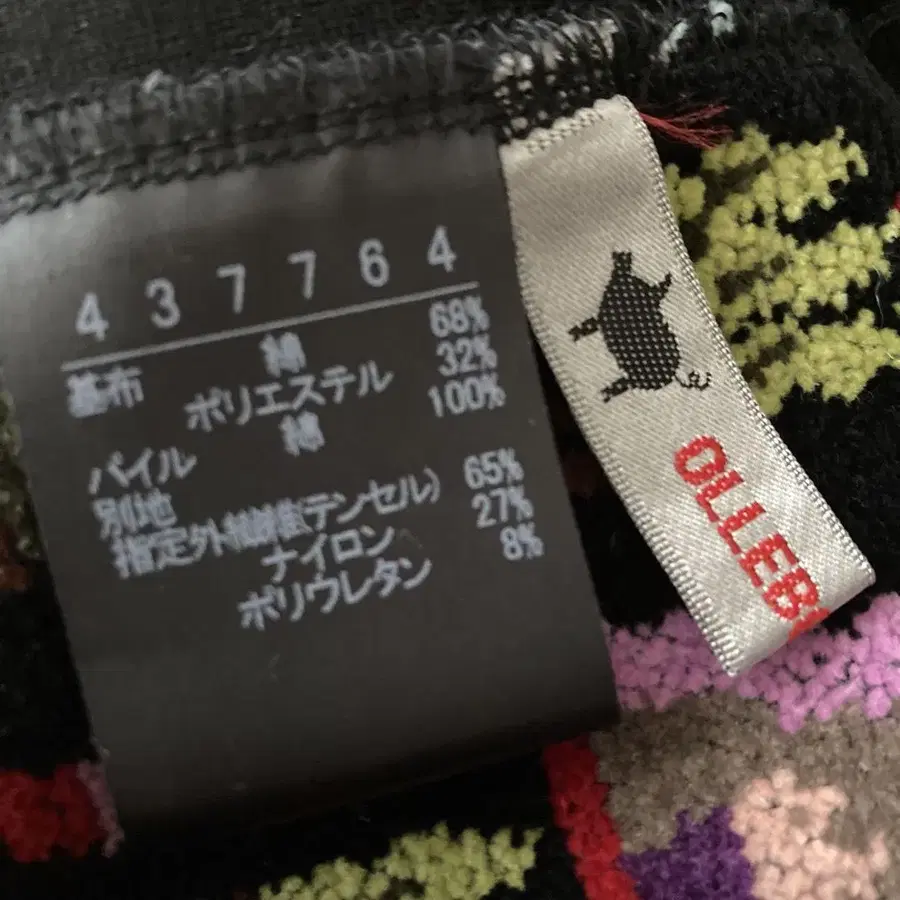 4 3 7 7 6 4
基布 綿 68%
ポリエステル 32%
パイル 綿 100%
別地
指定外繊維(テンセル) 65%
ナイロン 27%
ポリウレタン 8%
OLLEB